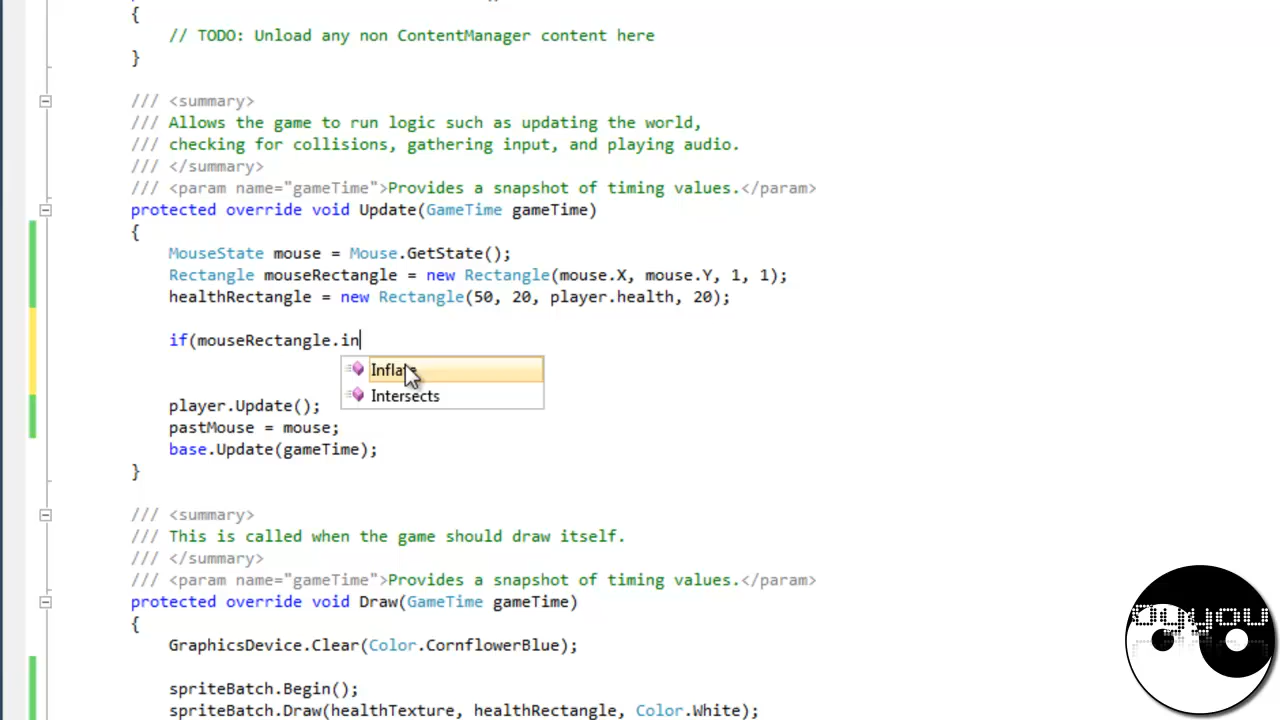 {
// TODO: Unload any non ContentManager content here
}
/// <summary>
/// Allows the game to run logic such as updating the world,
/// checking for collisions, gathering input, and playing audio.
/// </summary>
/// <param name="gameTime">Provides a snapshot of timing values.</param>
protected override void Update(GameTime gameTime)
{
MouseState mouse = Mouse.GetState();
Rectangle mouseRectangle = new Rectangle(mouse.X, mouse.Y, 1, 1);
healthRectangle = new Rectangle(50, 20, player.health, 20);
if(mouseRectangle.in
Inflate
Intersects
player.Update();
pastMouse = mouse;
base.Update(gameTime);
}
/// <summary>
/// This is called when the game should draw itself.
/// </summary>
/// <param name="gameTime">Provides a snapshot of timing values.</param>
protected override void Draw(GameTime gameTime)
{
GraphicsDevice.Clear(Color.CornflowerBlue);
spriteBatch.Begin();
spriteBatch.Draw(healthTexture, healthRectangle, Color.White);